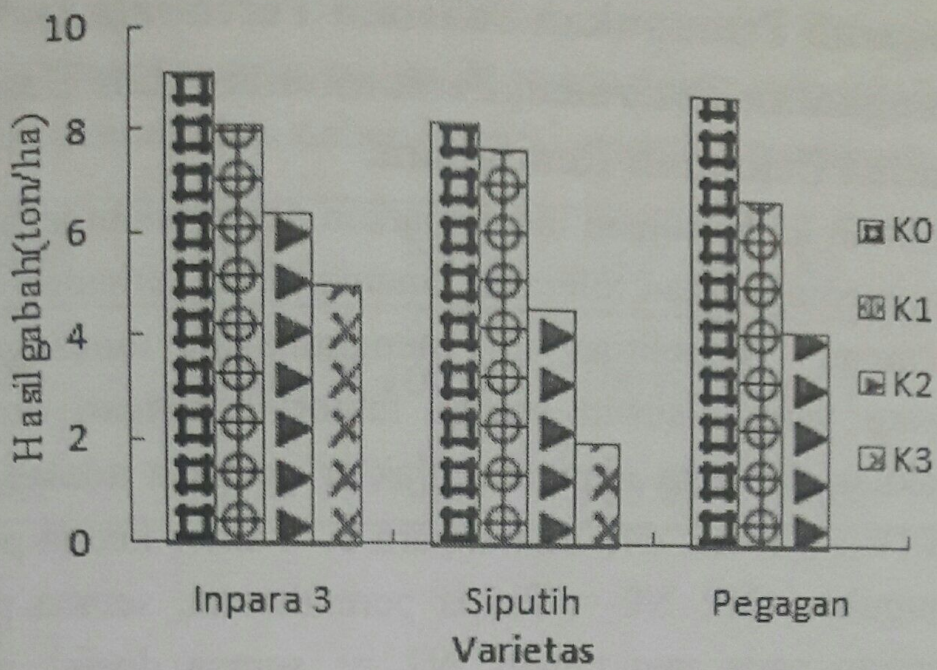 Hasil gabah(ton/ha)
10
8
6
4
2
0
Inpara 3
Siputih
Pegagan
Varietas
K0
K1
K2
K3